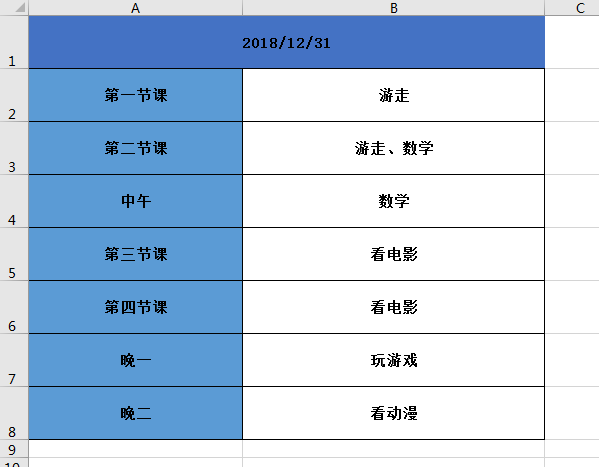 A B C
1 2018/12/31
2 第一节课 游走
3 第二节课 游走、数学
4 中午 数学
5 第三节课 看电影
6 第四节课 看电影
7 晚一 玩游戏
8 晚二 看动漫
9
10